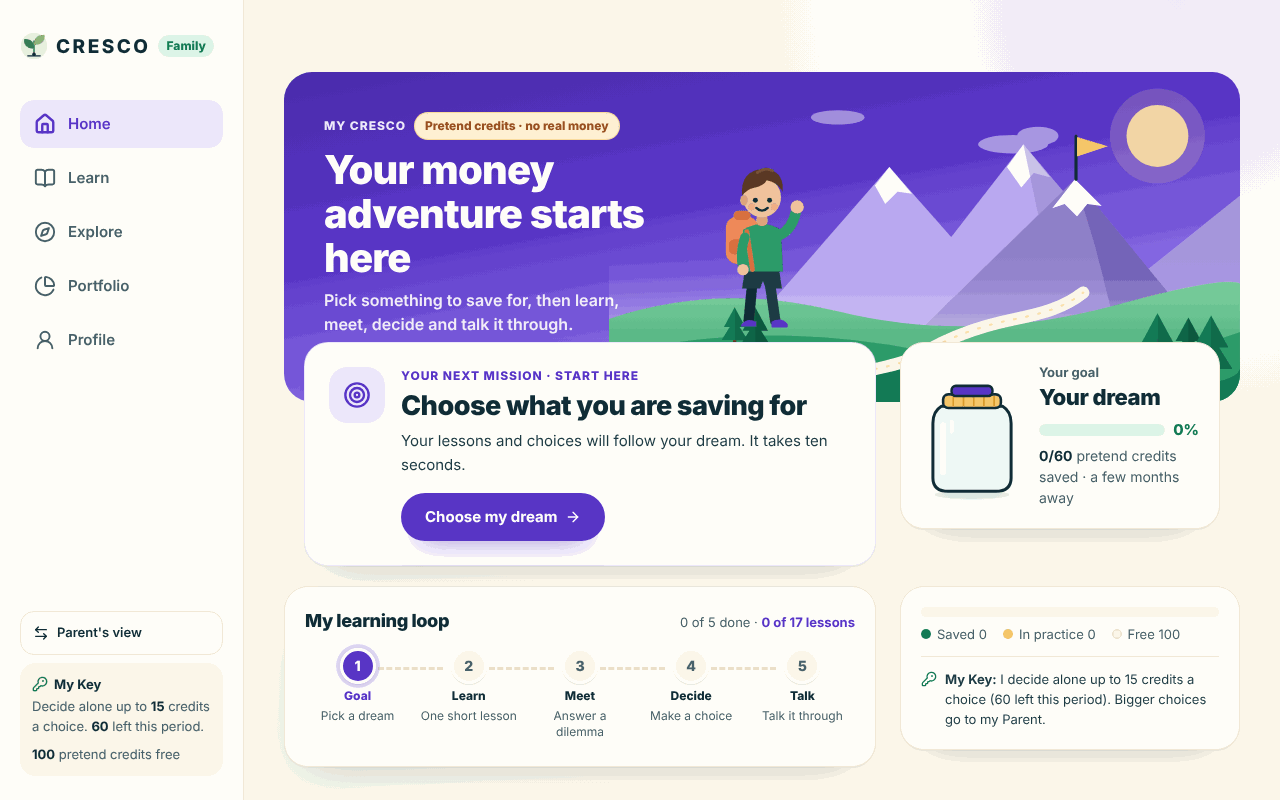 CRESCO Family
Home
Learn
Explore
Portfolio
Profile
Parent's view
My Key
Decide alone up to 15 credits
a choice. 60 left this period.
100 pretend credits free
MY CRESCO Pretend credits · no real money
Your money
adventure starts
here
Pick something to save for, then learn,
meet, decide and talk it through.
YOUR NEXT MISSION · START HERE
Choose what you are saving for
Your lessons and choices will follow your dream. It takes ten
seconds.
Choose my dream →
Your goal
Your dream
0%
0/60 pretend credits
saved · a few months
away
My learning loop
0 of 5 done · 0 of 17 lessons
1 2 3 4 5
Goal Learn Meet Decide Talk
Pick a dream One short lesson Answer a Make a choice Talk it through
dilemma
Saved 0 In practice 0 Free 100
My Key: I decide alone up to 15 credits a
choice (60 left this period). Bigger choices
go to my Parent.